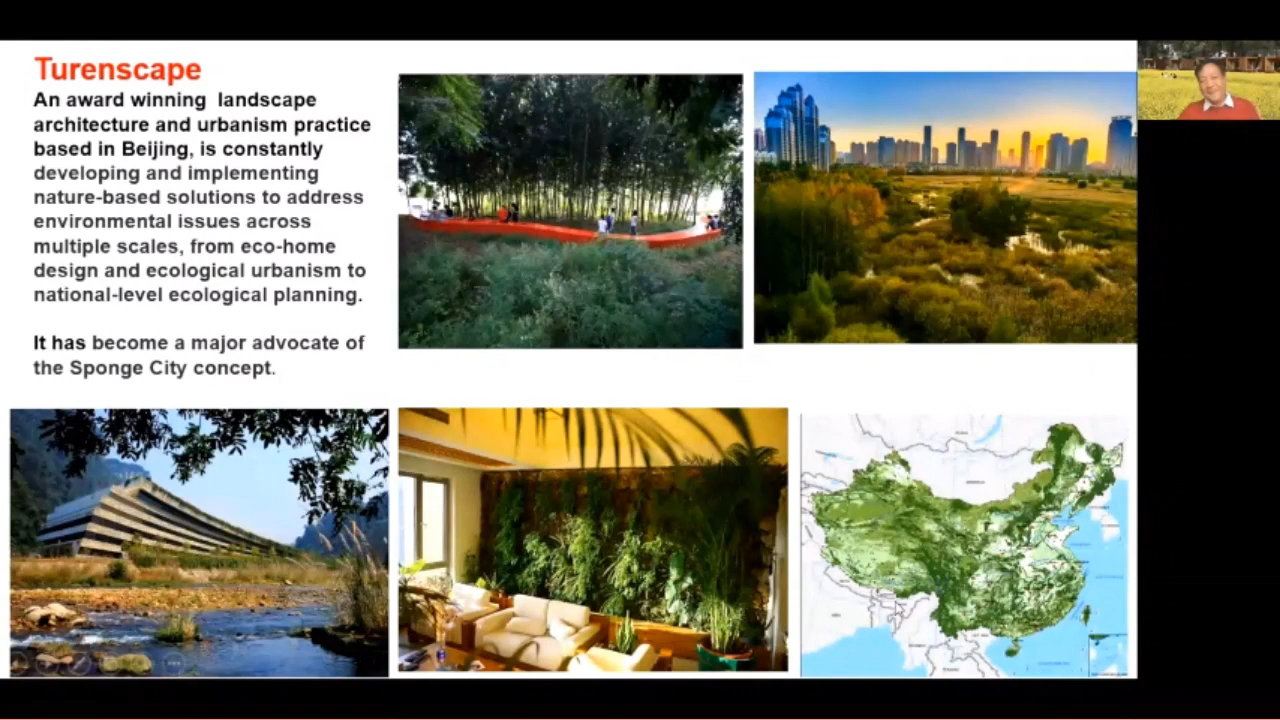 Turenscape
An award winning landscape
architecture and urbanism practice
based in Beijing, is constantly
developing and implementing
nature-based solutions to address
environmental issues across
multiple scales, from eco-home
design and ecological urbanism to
national-level ecological planning.
It has become a major advocate of
the Sponge City concept.